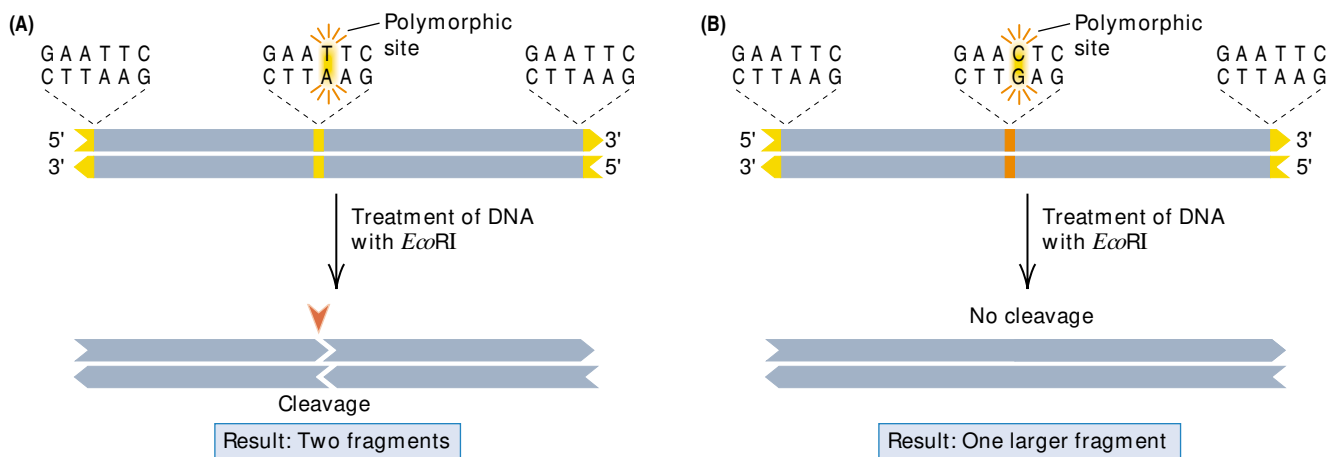 (A)
Polymorphic
site
G A A T T C
C T T A A G
G A A T T C
C T T A A G
G A A T T C
C T T A A G
5'
3'
3'
5'
Treatment of DNA
with EcoRI
Cleavage
Result: Two fragments
(B)
Polymorphic
site
G A A T T C
C T T A A G
G A A C T C
C T T G A G
G A A T T C
C T T A A G
5'
3'
3'
5'
Treatment of DNA
with EcoRI
No cleavage
Result: One larger fragment